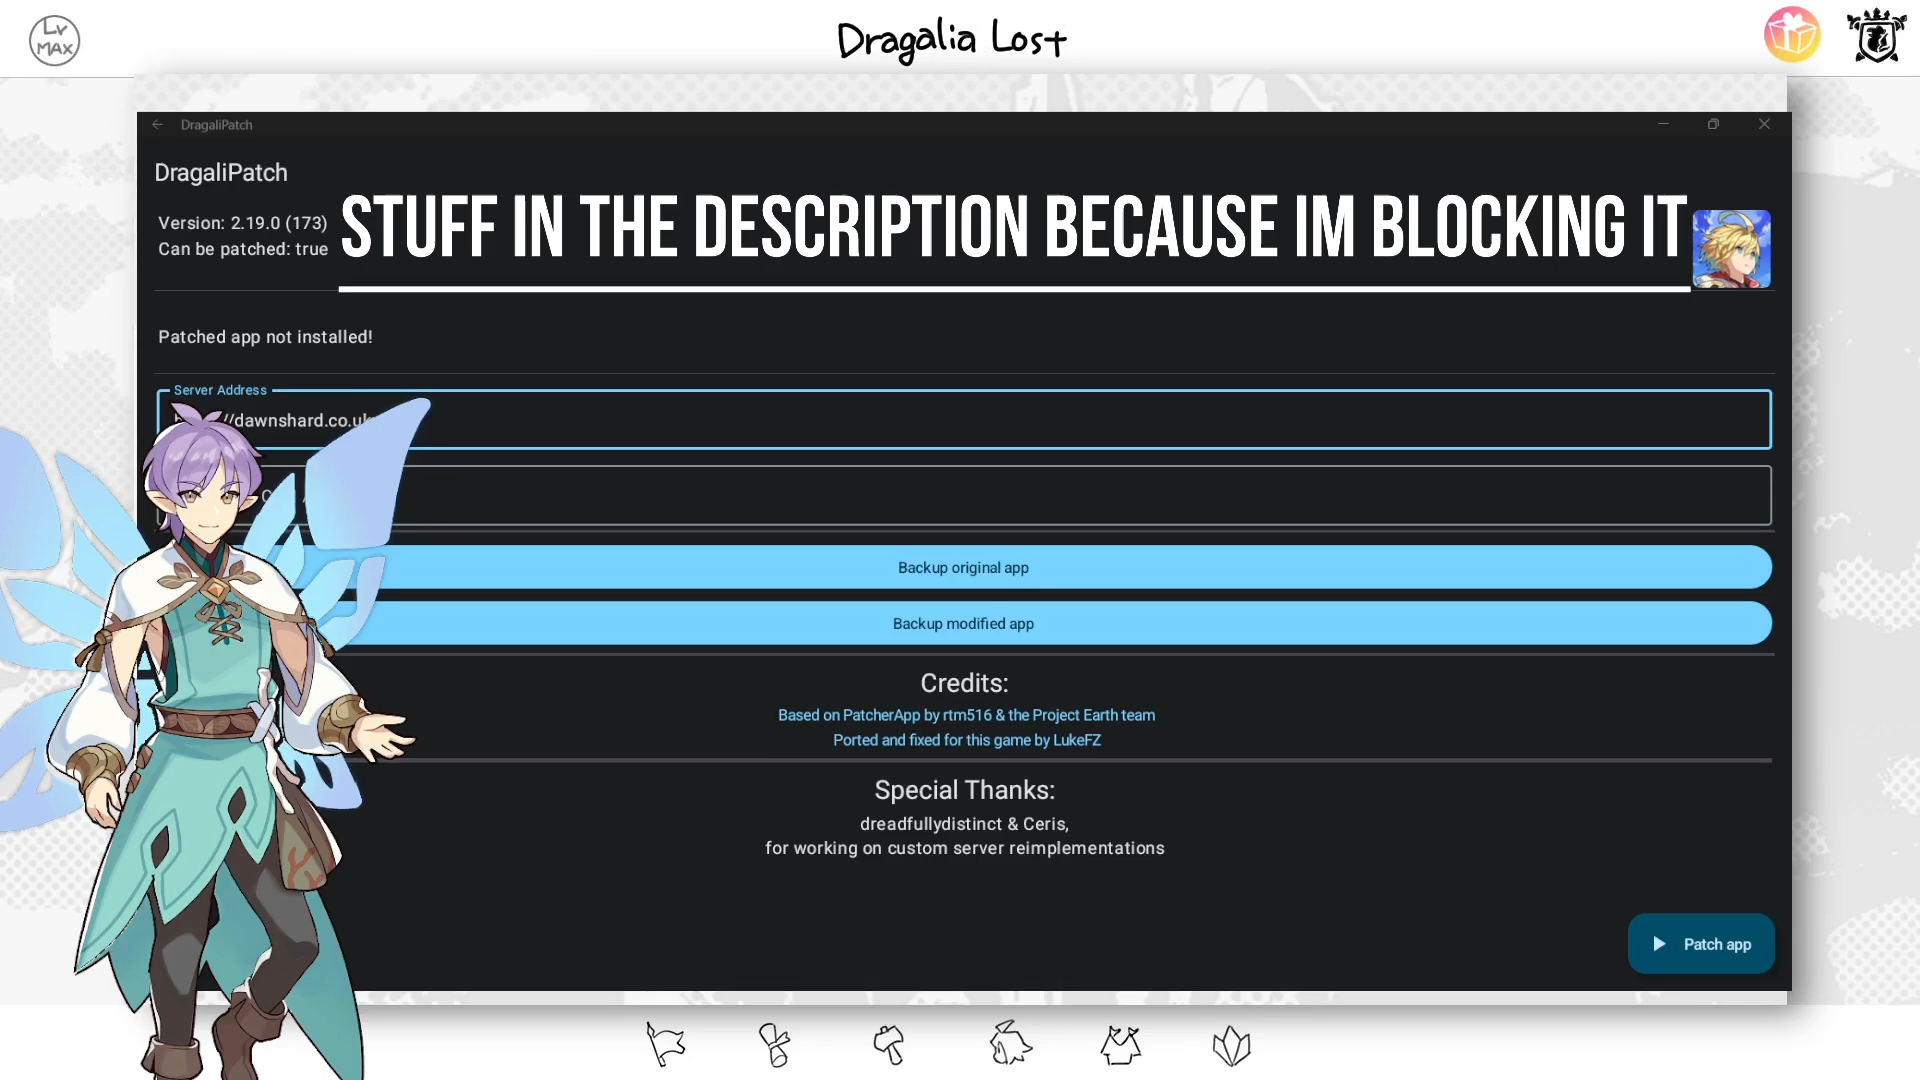 Lv
MAX
Dragalia Lost
DragaliPatch
DragaliPatch
Version: 2.19.0 (173)
Can be patched: true
STUFF IN THE DESCRIPTION BECAUSE IM BLOCKING IT
Patched app not installed!
Server Address
//dawnshard.co.uk
Backup original app
Backup modified app
Credits:
Based on PatcherApp by rtm516 & the Project Earth team
Ported and fixed for this game by LukeFZ
Special Thanks:
dreadfullydistinct & Ceris,
for working on custom server reimplementations
Patch app